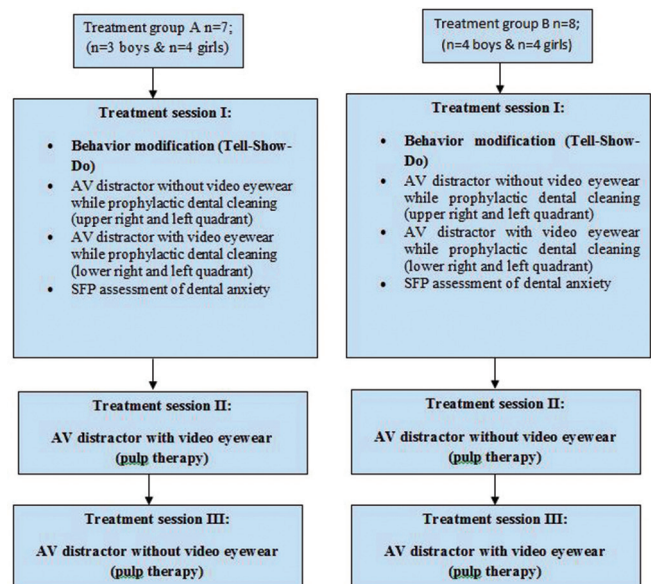 Treatment group A n=7;
(n=3 boys & n=4 girls)
Treatment session I:
• Behavior modification (Tell-Show-
Do)
• AV distractor without video eyewear
while prophylactic dental cleaning
(upper right and left quadrant)
• AV distractor with video eyewear
while prophylactic dental cleaning
(lower right and left quadrant)
• SFP assessment of dental anxiety
Treatment session II:
AV distractor with video eyewear
(pulp therapy)
Treatment session III:
AV distractor without video eyewear
(pulp therapy)
Treatment group B n=8;
(n=4 boys & n=4 girls)
Treatment session I:
• Behavior modification (Tell-Show-
Do)
• AV distractor without video eyewear
while prophylactic dental cleaning
(upper right and left quadrant)
• AV distractor with video eyewear
while prophylactic dental cleaning
(lower right and left quadrant)
• SFP assessment of dental anxiety
Treatment session II:
AV distractor without video eyewear
(pulp therapy)
Treatment session III:
AV distractor with video eyewear
(pulp therapy)